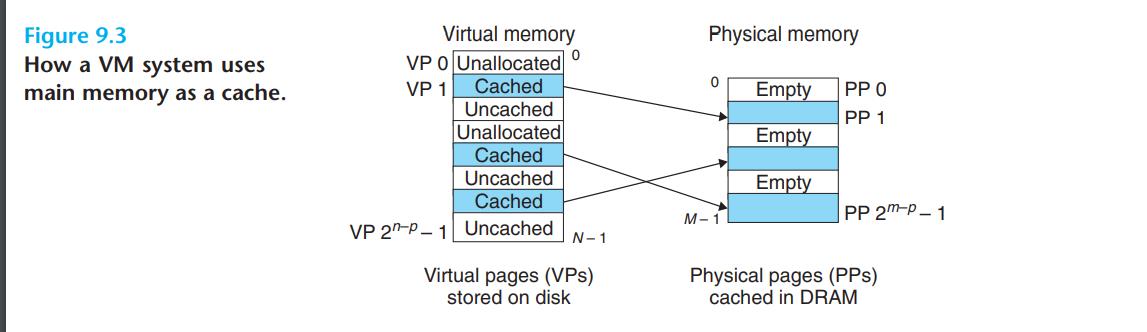 Figure 9.3
How a VM system uses
main memory as a cache.
Virtual memory
Physical memory
VP 0 Unallocated 0
VP 1 Cached
Uncached
Unallocated
Cached
Uncached
Cached
VP 2ⁿ⁻ᵖ – 1 Uncached N – 1
0 Empty PP 0
PP 1
Empty
Empty
M – 1 PP 2ᵐ⁻ᵖ – 1
Virtual pages (VPs)
stored on disk
Physical pages (PPs)
cached in DRAM